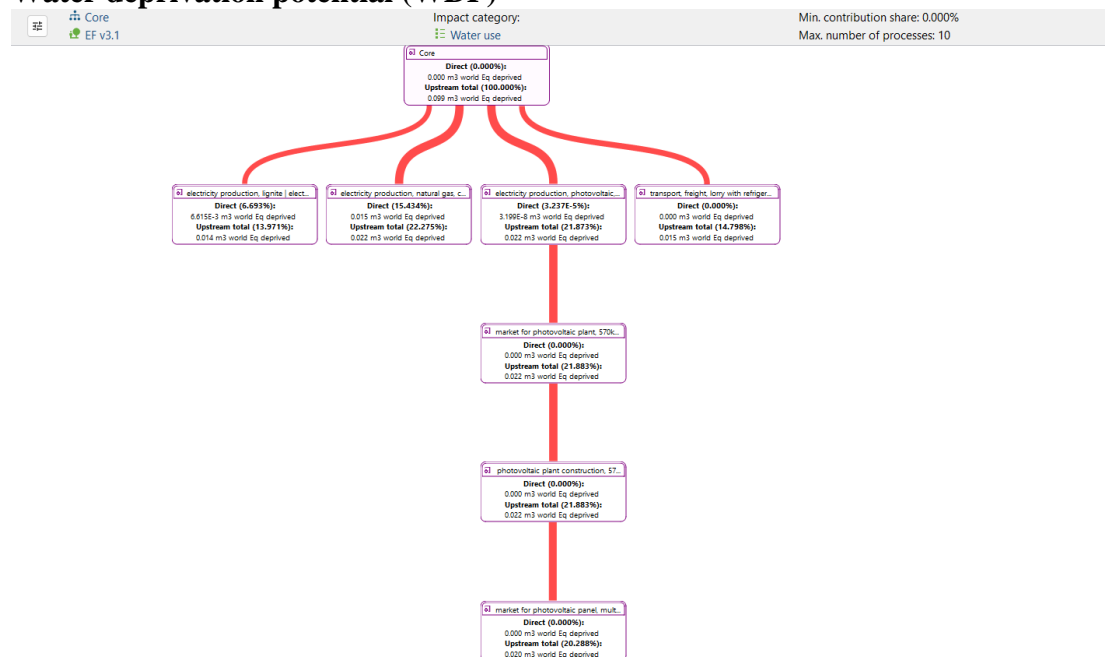 Water deprivation potential (WDP)
Core
Impact category:
Min. contribution share: 0.000%
EF v3.1
Water use
Max. number of processes: 10
Core
Direct (0.000%):
0.000 m3 world Eq deprived
Upstream total (100.000%):
0.099 m3 world Eq deprived
electricity production, lignite | elect...
Direct (6.693%):
6.615E-3 m3 world Eq deprived
Upstream total (13.971%):
0.014 m3 world Eq deprived
electricity production, natural gas, c...
Direct (15.434%):
0.015 m3 world Eq deprived
Upstream total (22.275%):
0.022 m3 world Eq deprived
electricity production, photovoltaic,...
Direct (3.237E-5%):
3.199E-8 m3 world Eq deprived
Upstream total (21.873%):
0.022 m3 world Eq deprived
transport, freight, lorry with refriger...
Direct (0.000%):
0.000 m3 world Eq deprived
Upstream total (14.798%):
0.015 m3 world Eq deprived
market for photovoltaic plant, 570k...
Direct (0.000%):
0.000 m3 world Eq deprived
Upstream total (21.883%):
0.022 m3 world Eq deprived
photovoltaic plant construction, 57...
Direct (0.000%):
0.000 m3 world Eq deprived
Upstream total (21.883%):
0.022 m3 world Eq deprived
market for photovoltaic panel, mult...
Direct (0.000%):
0.000 m3 world Eq deprived
Upstream total (20.288%):
0.020 m3 world Eq deprived